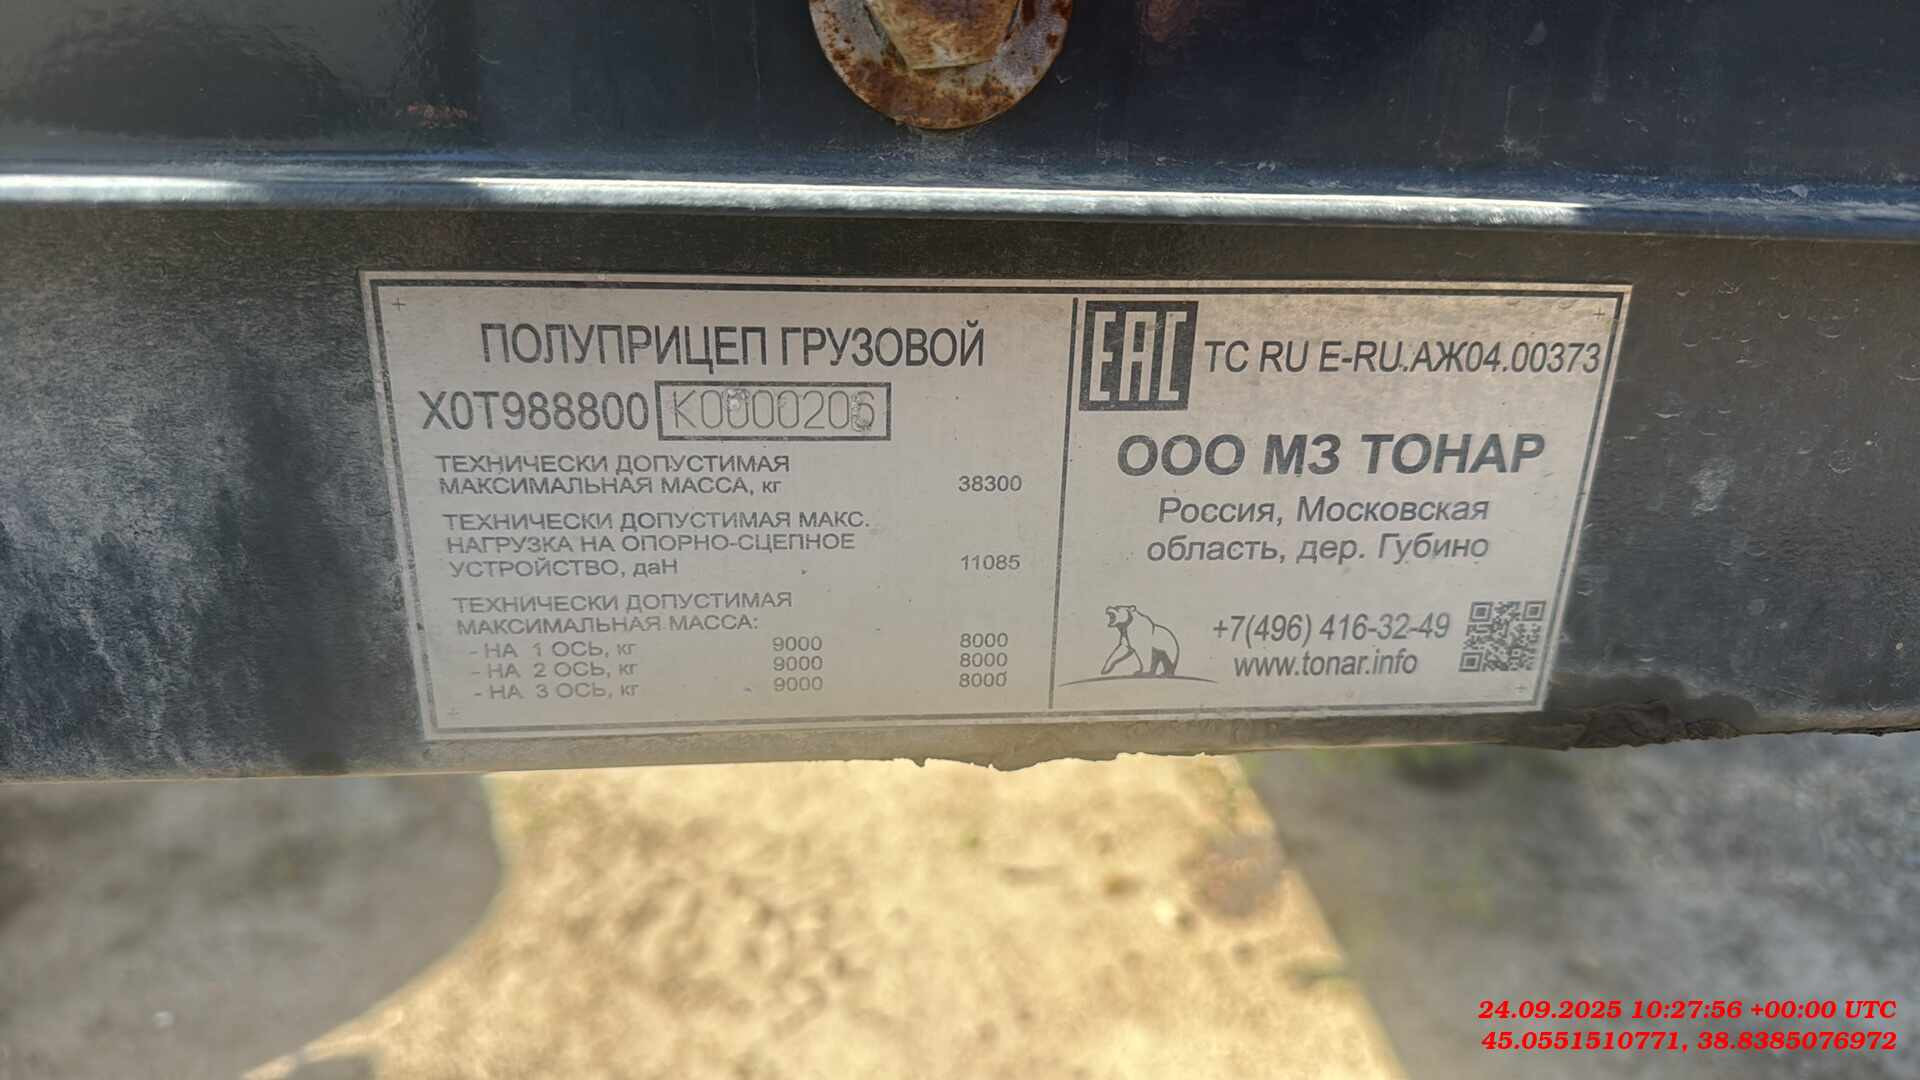 ПОЛУПРИЦЕП ГРУЗОВОЙ
X0T988800 K0000206
ТЕХНИЧЕСКИ ДОПУСТИМАЯ
МАКСИМАЛЬНАЯ МАССА, кг 38300
ТЕХНИЧЕСКИ ДОПУСТИМАЯ МАКС.
НАГРУЗКА НА ОПОРНО-СЦЕПНОЕ
УСТРОЙСТВО, даН 11085
ТЕХНИЧЕСКИ ДОПУСТИМАЯ
МАКСИМАЛЬНАЯ МАССА:
- НА 1 ОСЬ, кг 9000 8000
- НА 2 ОСЬ, кг 9000 8000
- НА 3 ОСЬ, кг 9000 8000
ЕАС ТС RU E-RU.АЖ04.00373
ООО МЗ ТОНАР
Россия, Московская
область, дер. Губино
+7(496) 416-32-49
www.tonar.info
24.09.2025 10:27:56 +00:00 UTC
45.0551510771, 38.8385076972